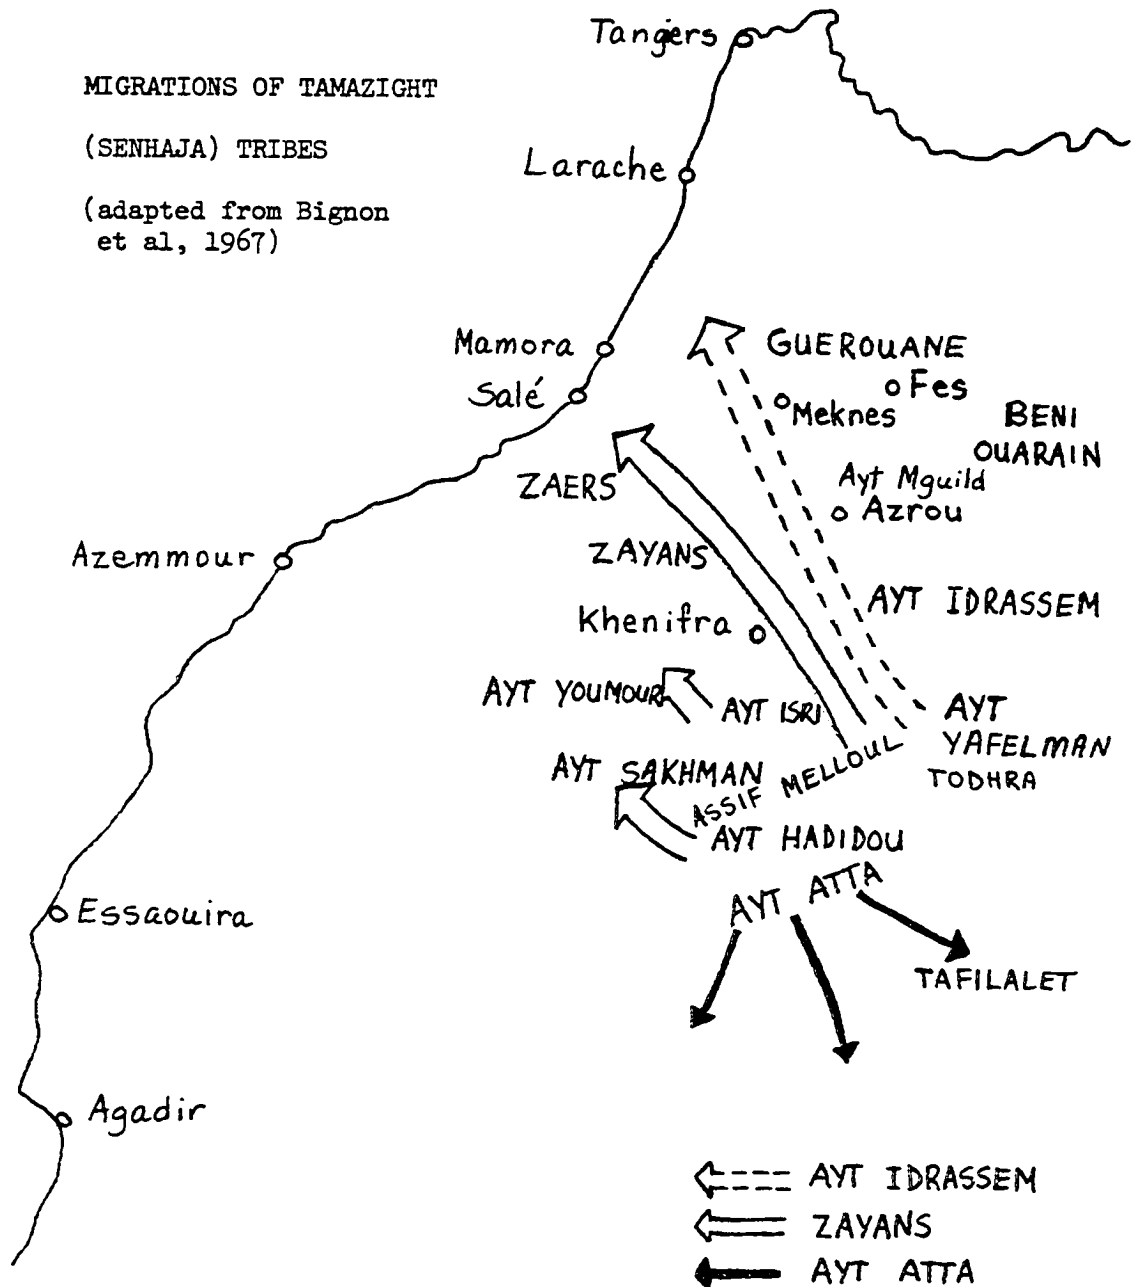 Tangers
MIGRATIONS OF TAMAZIGHT
(SENHAJA) TRIBES
(adapted from Bignon
et al, 1967)
Larache
Mamora
Salé
GUEROUANE
Fes
Meknes
BENI
OUARAIN
Ayt Mguild
Azrou
ZAERS
Azemmour
ZAYANS
AYT IDRASSEM
Khenifra
AYT YOUMOUR
AYT ISRI
AYT
YAFELMAN
TODHRA
AYT SAKHMAN
ASSIF MELLOUL
AYT HADIDOU
AYT ATTA
Essaouira
TAFILALET
Agadir
AYT IDRASSEM
ZAYANS
AYT ATTA